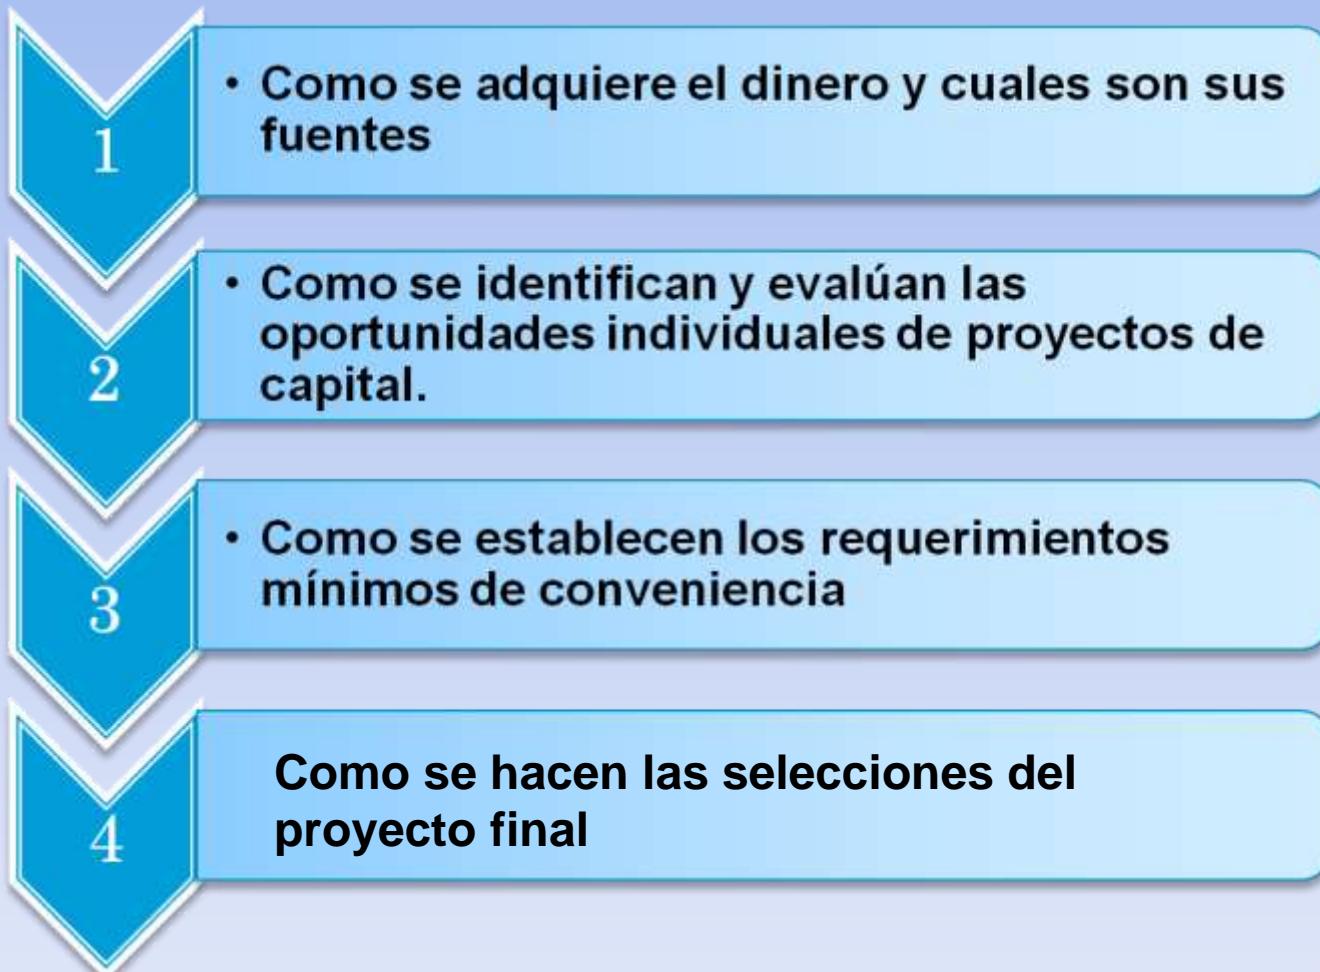 1
• Como se adquiere el dinero y cuales son sus
fuentes
2
• Como se identifican y evalúan las
oportunidades individuales de proyectos de
capital.
3
• Como se establecen los requerimientos
mínimos de conveniencia
4
Como se hacen las selecciones del
proyecto final